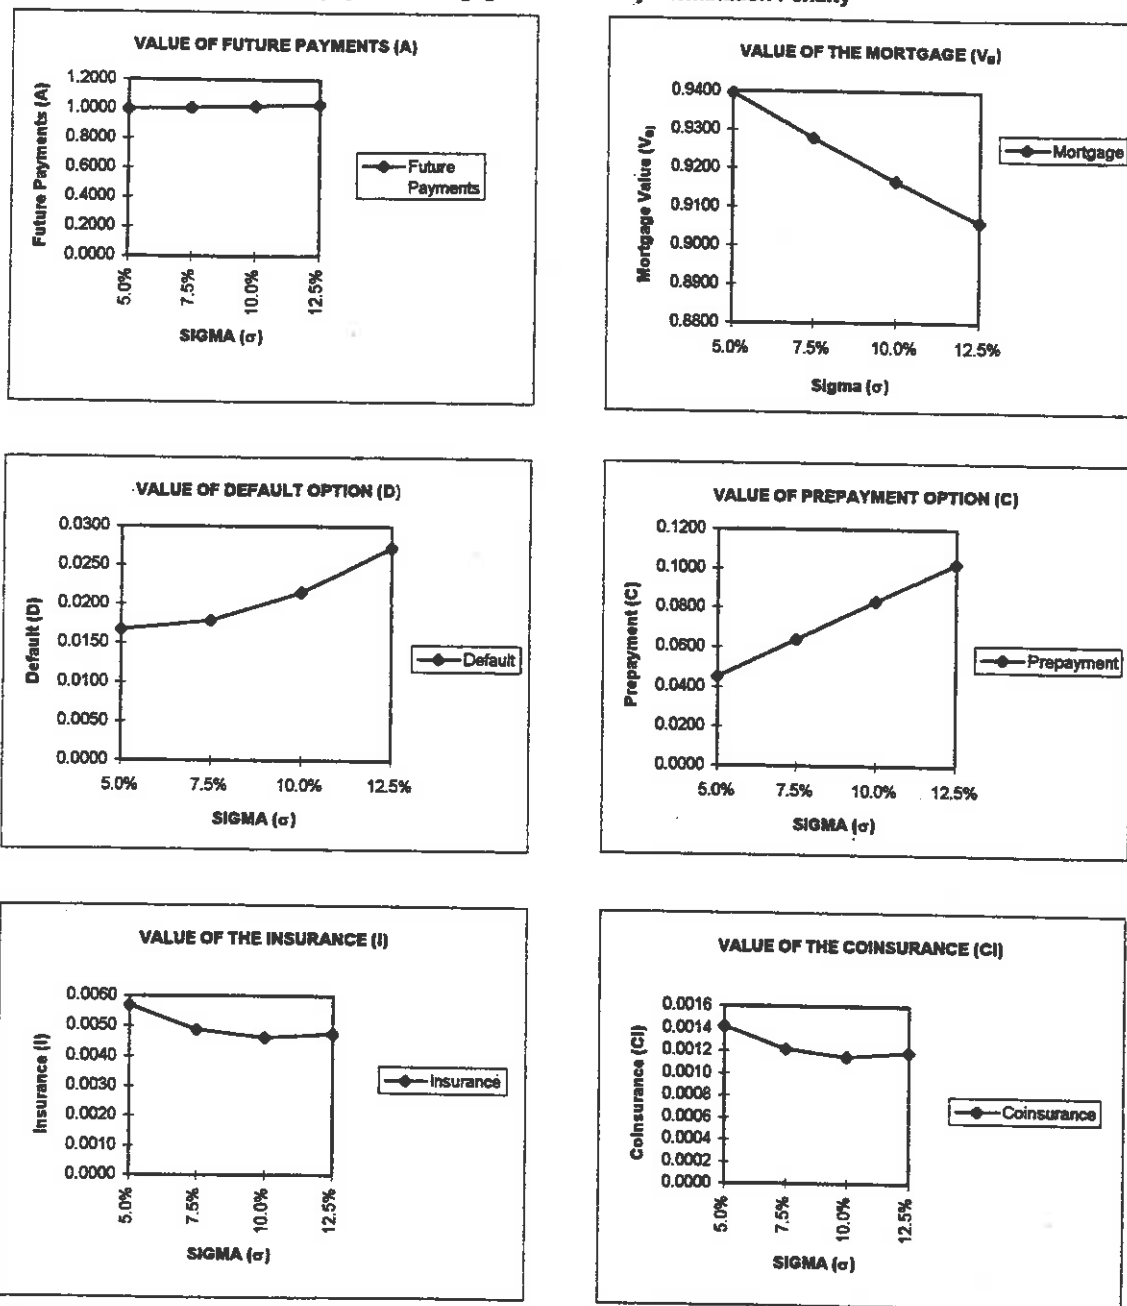 VALUE OF FUTURE PAYMENTS (A)
1.2000
1.0000
0.8000
0.6000
0.4000
0.2000
0.0000
Future Payments (A)
5.0%
7.5%
10.0%
12.5%
SIGMA (σ)
Future
Payments
VALUE OF THE MORTGAGE (Va)
0.9400
0.9300
0.9200
0.9100
0.9000
0.8900
0.8800
Mortgage Value (Va)
5.0%
7.5%
10.0%
12.5%
Sigma (σ)
Mortgage
VALUE OF DEFAULT OPTION (D)
0.0300
0.0250
0.0200
0.0150
0.0100
0.0050
0.0000
Default (D)
5.0%
7.5%
10.0%
12.5%
SIGMA (σ)
Default
VALUE OF PREPAYMENT OPTION (C)
0.1200
0.1000
0.0800
0.0600
0.0400
0.0200
0.0000
Prepayment (C)
5.0%
7.5%
10.0%
12.5%
SIGMA (σ)
Prepayment
VALUE OF THE INSURANCE (I)
0.0060
0.0050
0.0040
0.0030
0.0020
0.0010
0.0000
Insurance (I)
5.0%
7.5%
10.0%
12.5%
SIGMA (σ)
Insurance
VALUE OF THE COINSURANCE (CI)
0.0016
0.0014
0.0012
0.0010
0.0008
0.0006
0.0004
0.0002
0.0000
Coinsurance (CI)
5.0%
7.5%
10.0%
12.5%
SIGMA (σ)
Coinsurance